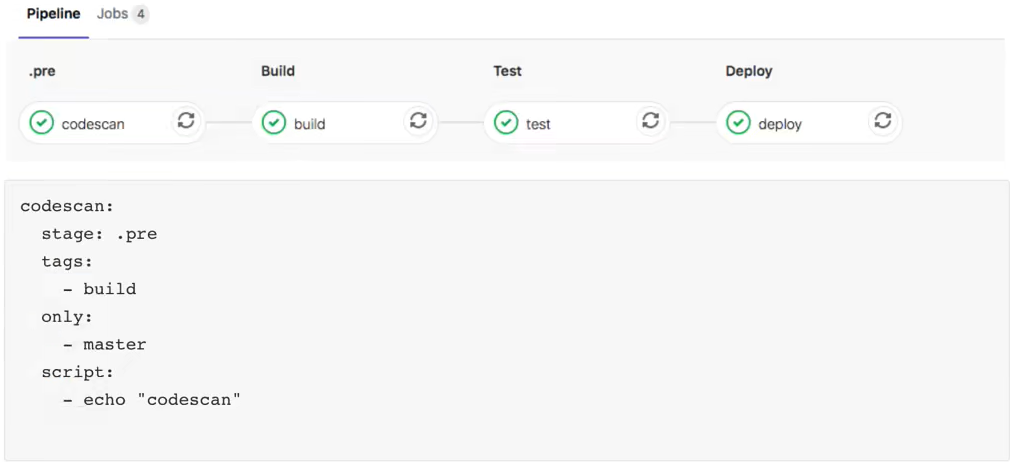 Pipeline Jobs 4
.pre Build Test Deploy
codescan build test deploy
codescan:
  stage: .pre
  tags:
    - build
  only:
    - master
  script:
    - echo "codescan"